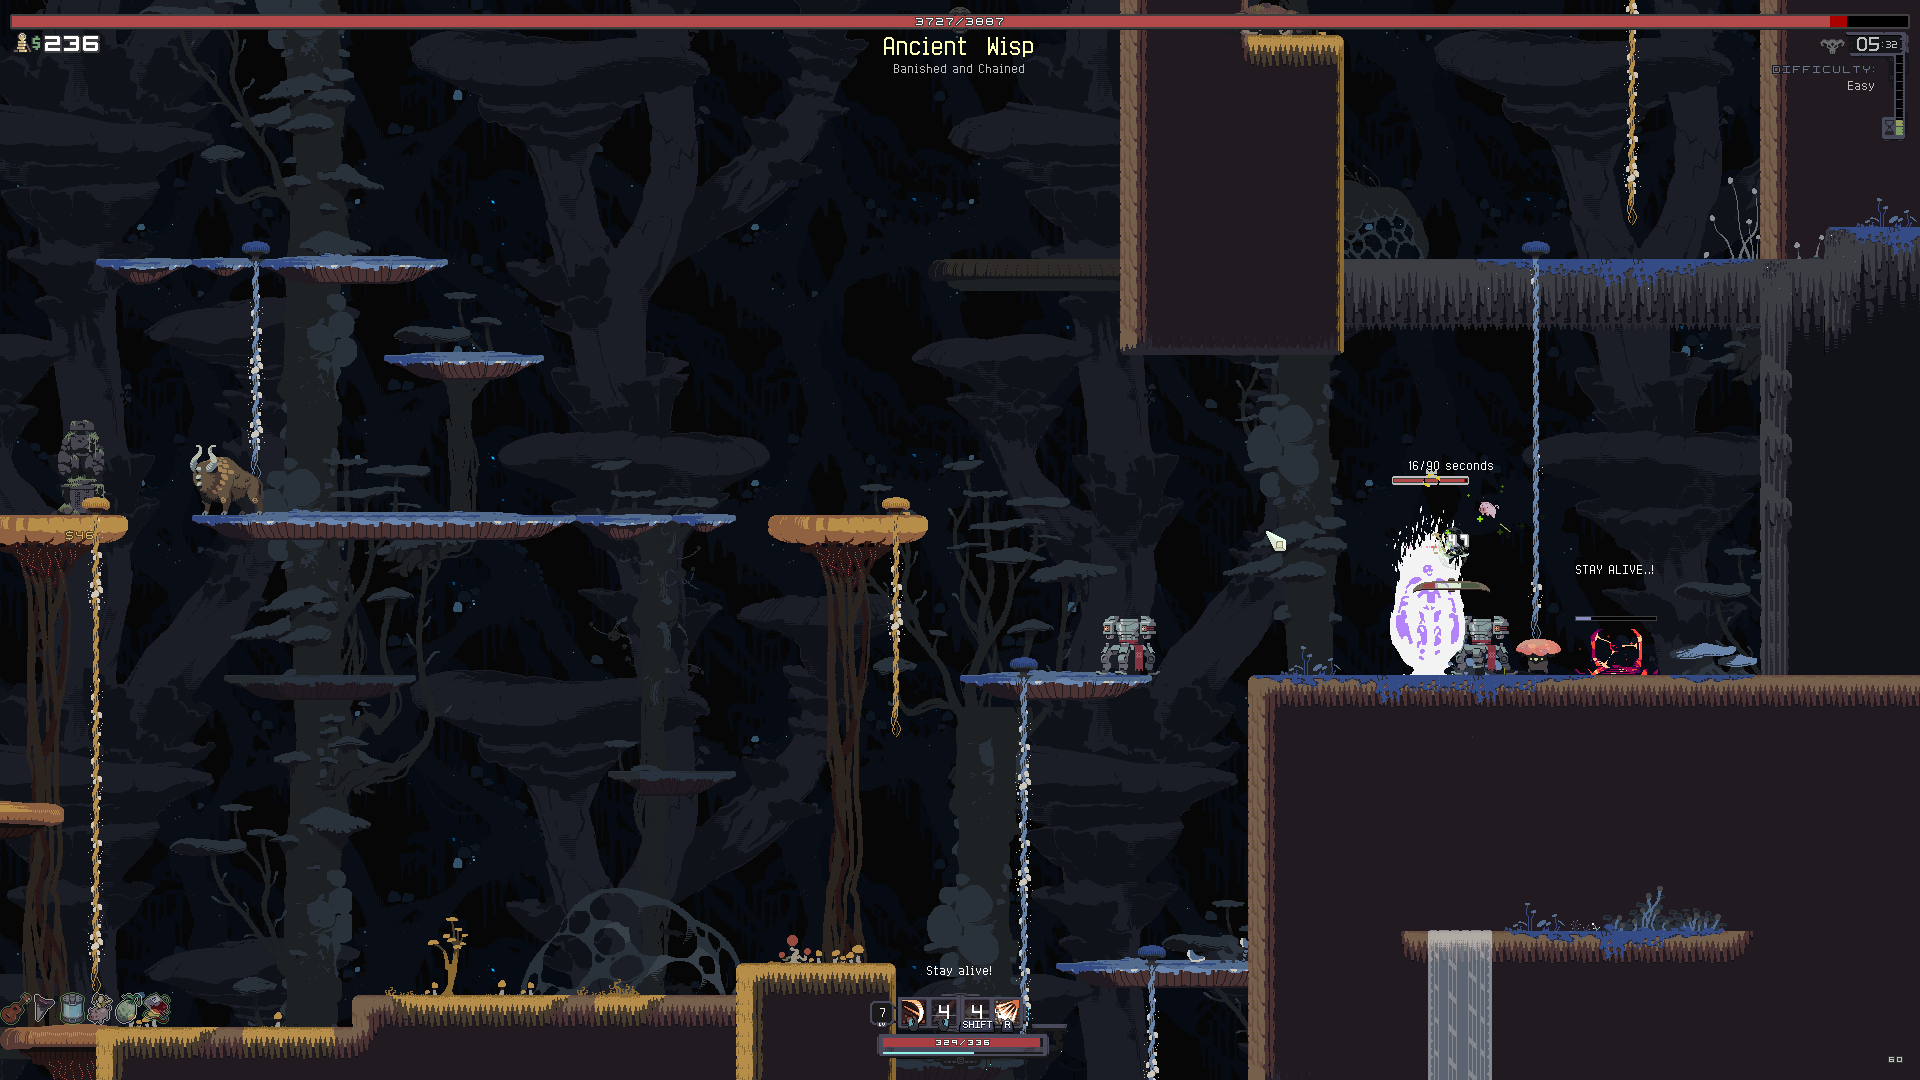 3727/3887
$236
Ancient Wisp
Banished and Chained
05:32
DIFFICULTY:
Easy
16/90 seconds
$46
STAY ALIVE..!
Stay alive!
7
4
4
SHIFT
R
329/336
60